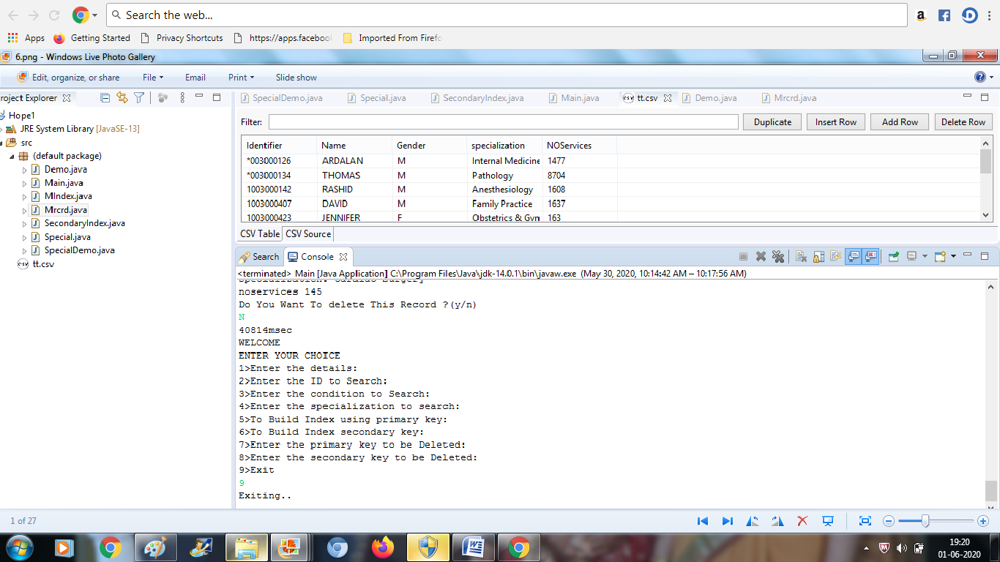 Search the web...
Apps Getting Started Privacy Shortcuts https://apps.facebook Imported From Firefo
6.png - Windows Live Photo Gallery
Edit, organize, or share File Email Print Slide show
roject Explorer
Hope1
JRE System Library [JavaSE-13]
src
(default package)
Demo.java
Main.java
MIndex.java
Mrcrd.java
SecondaryIndex.java
Special.java
SpecialDemo.java
tt.csv
SpecialDemo.java Special.java SecondaryIndex.java Main.java tt.csv Demo.java Mrcrd.java
Filter: Duplicate Insert Row Add Row Delete Row
Identifier Name Gender specialization NOServices
*003000126 ARDALAN M Internal Medicine 1477
*003000134 THOMAS M Pathology 8704
1003000142 RASHID M Anesthesiology 1608
1003000407 DAVID M Family Practice 1637
1003000423 JENNIFER F Obstetrics & Gyn 163
CSV Table CSV Source
Search Console
<terminated> Main [Java Application] C:\Program Files\Java\jdk-14.0.1\bin\javaw.exe (May 30, 2020, 10:14:42 AM – 10:17:56 AM)
specialization: Cardiac Surgery
noservices 145
Do You Want To delete This Record ?(y/n)
N
40814msec
WELCOME
ENTER YOUR CHOICE
1>Enter the details:
2>Enter the ID to Search:
3>Enter the condition to Search:
4>Enter the specialization to search:
5>To Build Index using primary key:
6>To Build Index secondary key:
7>Enter the primary key to be Deleted:
8>Enter the secondary key to be Deleted:
9>Exit
9
Exiting..
1 of 27
19:20
01-06-2020